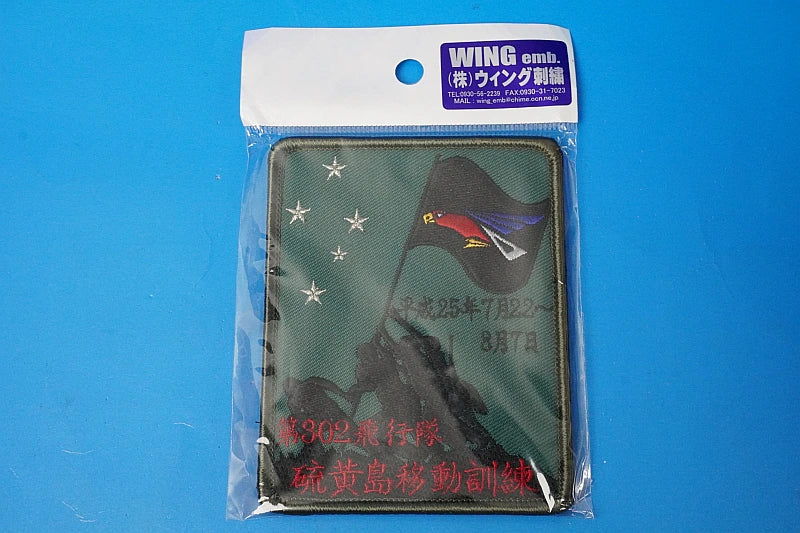 WING emb.
(株)ウィング刺繍
TEL:0930-56-2239 FAX:0930-31-7023
MAIL : wing_emb@chime.ocn.ne.jp
平成25年7月22～
8月7日
第302飛行隊
硫黄島移動訓練